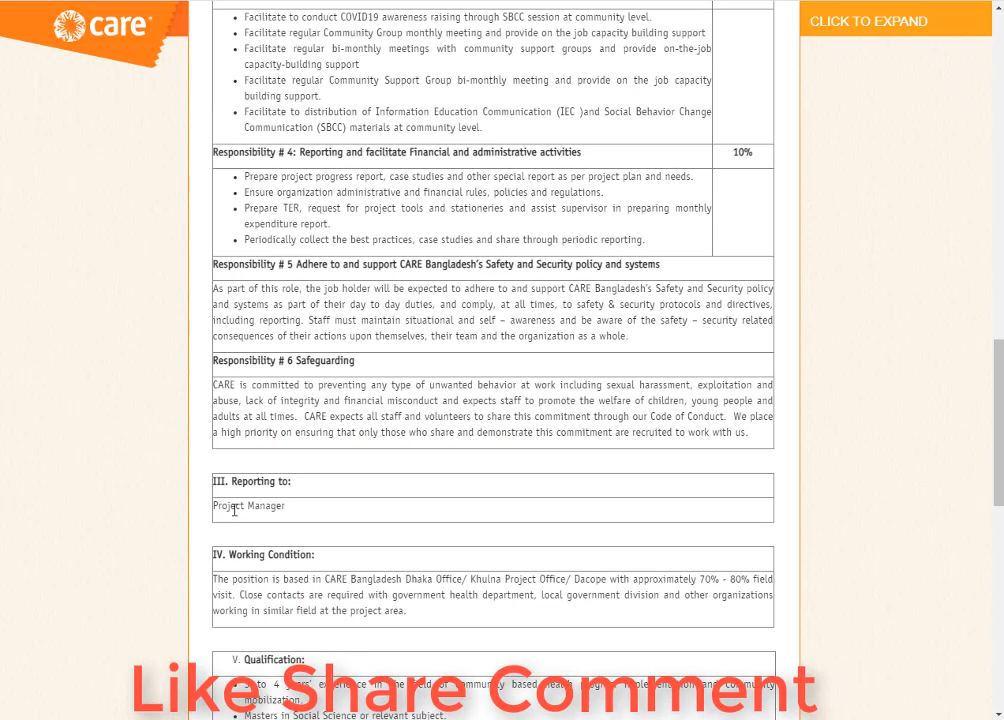 care
CLICK TO EXPAND
• Facilitate to conduct COVID19 awareness raising through SBCC session at community level.
• Facilitate regular Community Group monthly meeting and provide on the job capacity building support
• Facilitate regular bi-monthly meetings with community support groups and provide on-the-job
capacity-building support
• Facilitate regular Community Support Group bi-monthly meeting and provide on the job capacity
building support.
• Facilitate to distribution of Information Education Communication (IEC )and Social Behavior Change
Communication (SBCC) materials at community level.
Responsibility # 4: Reporting and facilitate Financial and administrative activities 10%
• Prepare project progress report, case studies and other special report as per project plan and needs.
• Ensure organization administrative and financial rules, policies and regulations.
• Prepare TER, request for project tools and stationeries and assist supervisor in preparing monthly
expenditure report.
• Periodically collect the best practices, case studies and share through periodic reporting.
Responsibility # 5 Adhere to and support CARE Bangladesh's Safety and Security policy and systems
As part of this role, the job holder will be expected to adhere to and support CARE Bangladesh's Safety and Security policy
and systems as part of their day to day duties, and comply, at all times, to safety & security protocols and directives,
including reporting. Staff must maintain situational and self – awareness and be aware of the safety – security related
consequences of their actions upon themselves, their team and the organization as a whole.
Responsibility # 6 Safeguarding
CARE is committed to preventing any type of unwanted behavior at work including sexual harassment, exploitation and
abuse, lack of integrity and financial misconduct and expects staff to promote the welfare of children, young people and
adults at all times. CARE expects all staff and volunteers to share this commitment through our Code of Conduct. We place
a high priority on ensuring that only those who share and demonstrate this commitment are recruited to work with us.
III. Reporting to:
Project Manager
IV. Working Condition:
The position is based in CARE Bangladesh Dhaka Office/ Khulna Project Office/ Dacope with approximately 70% - 80% field
visit. Close contacts are required with government health department, local government division and other organizations
working in similar field at the project area.
V. Qualification:
4 years' experience in the field of community based health and community
mobilization.
• Masters in Social Science or relevant subject.
Like Share Comment